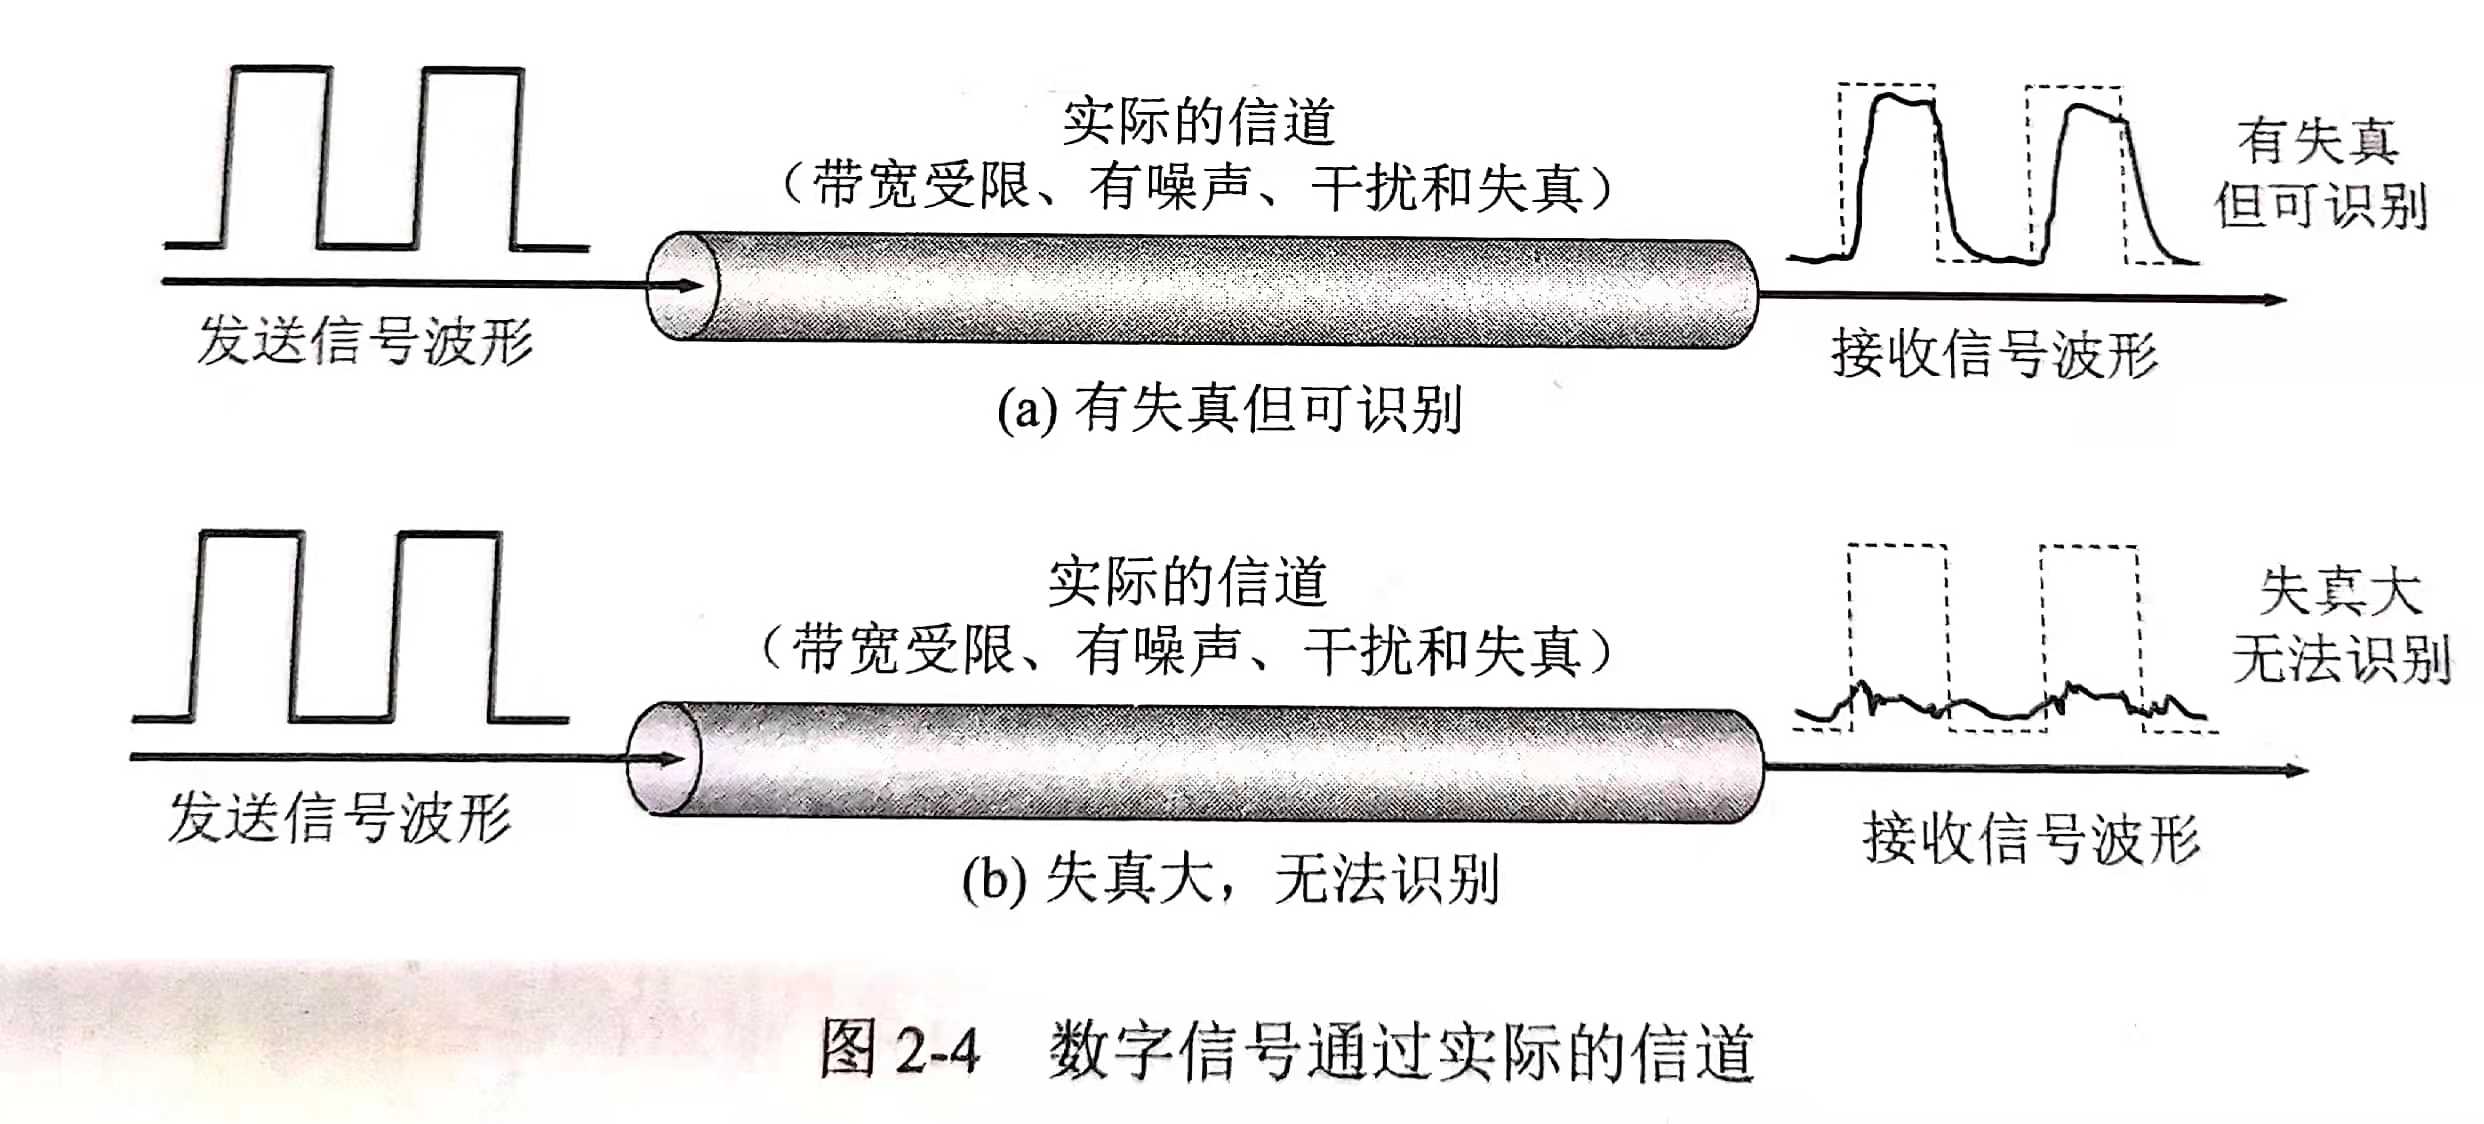 实际的信道
（带宽受限、有噪声、干扰和失真）
有失真
但可识别
发送信号波形
接收信号波形
(a) 有失真但可识别
实际的信道
（带宽受限、有噪声、干扰和失真）
失真大
无法识别
发送信号波形
接收信号波形
(b) 失真大，无法识别
图 2-4 数字信号通过实际的信道